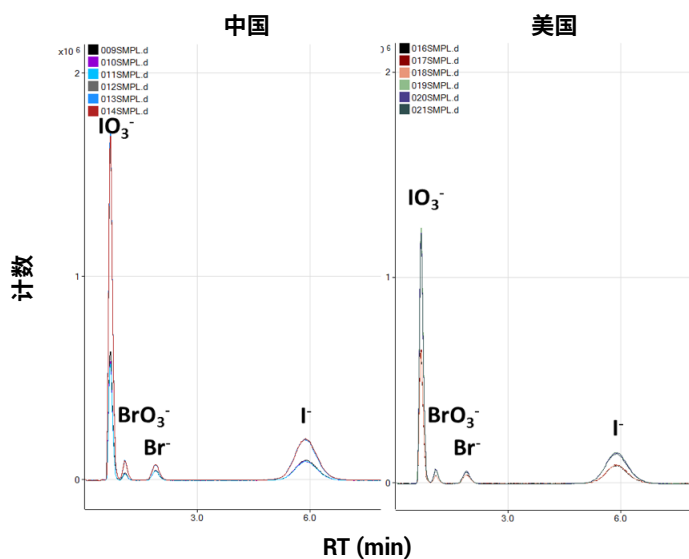 中国
美国
x10 6
2
009SMPL.d
010SMPL.d
011SMPL.d
012SMPL.d
013SMPL.d
014SMPL.d
IO₃⁻
1
BrO₃⁻
Br⁻
I⁻
3.0
6.0
6
2
016SMPL.d
017SMPL.d
018SMPL.d
019SMPL.d
020SMPL.d
021SMPL.d
IO₃⁻
1
BrO₃⁻
Br⁻
I⁻
0
3.0
6.0
计数
0
RT (min)